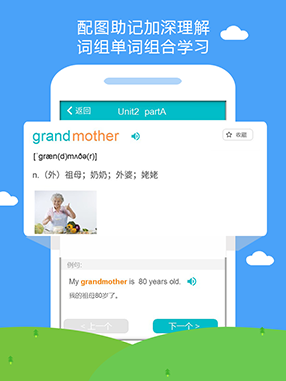 配图助记加深理解
词组单词组合学习
返回
Unit2 partA
grandmother
收藏
[ˈgræn(d)mʌðə(r)]
n.（外）祖母；奶奶；外婆；姥姥
例句:
My grandmother is 80 years old.
我的祖母80岁了。
< 上一个
下一个 >